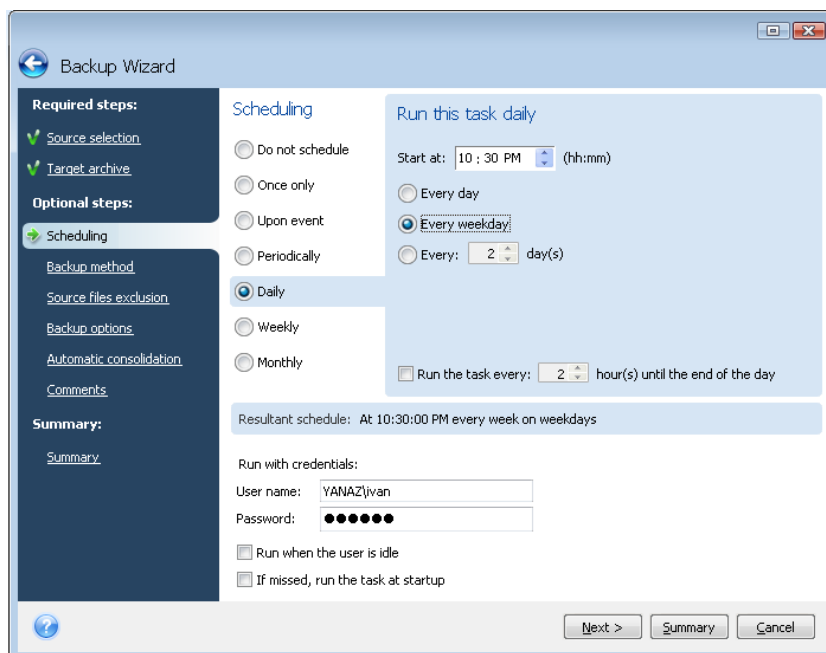 Backup Wizard
Required steps:
Source selection
Target archive
Optional steps:
Scheduling
Backup method
Source files exclusion
Backup options
Automatic consolidation
Comments
Summary:
Summary
Scheduling
Do not schedule
Once only
Upon event
Periodically
Daily
Weekly
Monthly
Run this task daily
Start at: 10 : 30 PM (hh:mm)
Every day
Every weekday
Every: 2 day(s)
Run the task every: 2 hour(s) until the end of the day
Resultant schedule: At 10:30:00 PM every week on weekdays
Run with credentials:
User name: YANAZ\ivan
Password: ●●●●●●
Run when the user is idle
If missed, run the task at startup
?
Next >
Summary
Cancel